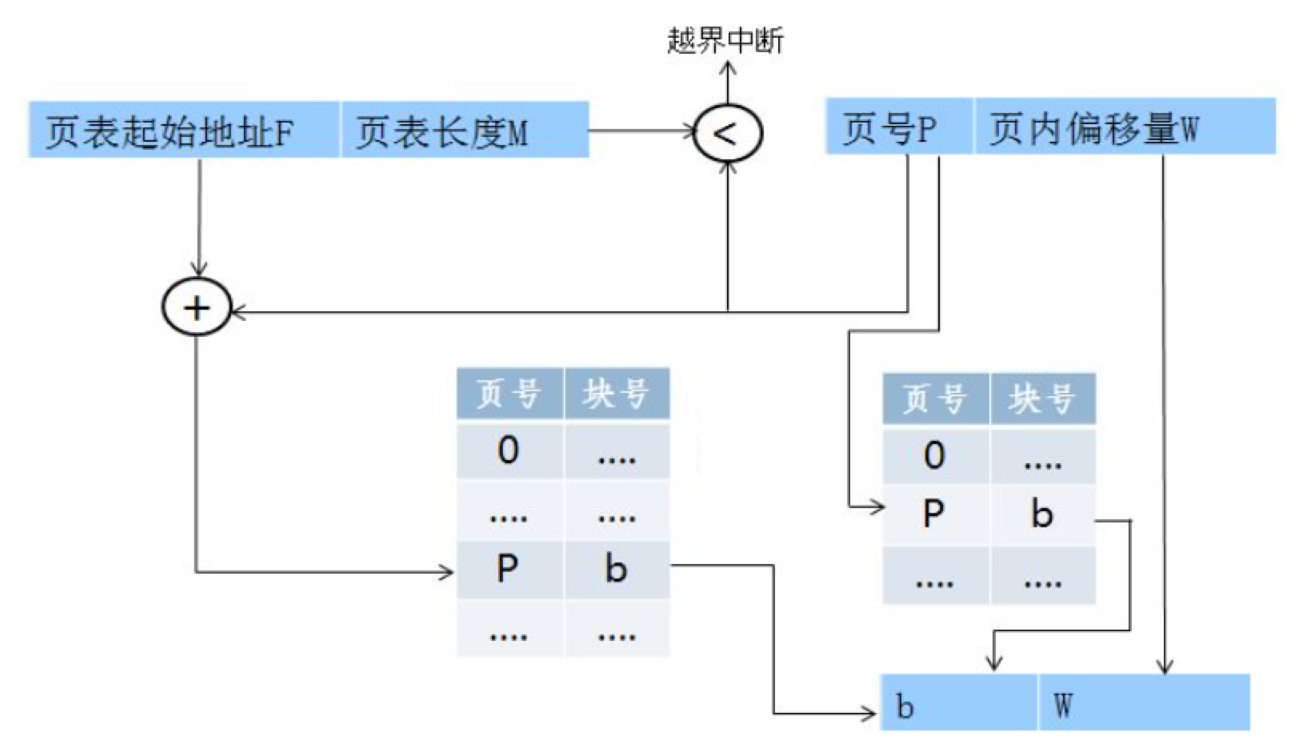 越界中断
页表起始地址F 页表长度M
<
页号P 页内偏移量W
+
页号 块号
0 ....
.... ....
P b
.... ....
页号 块号
0 ....
P b
.... ....
b W